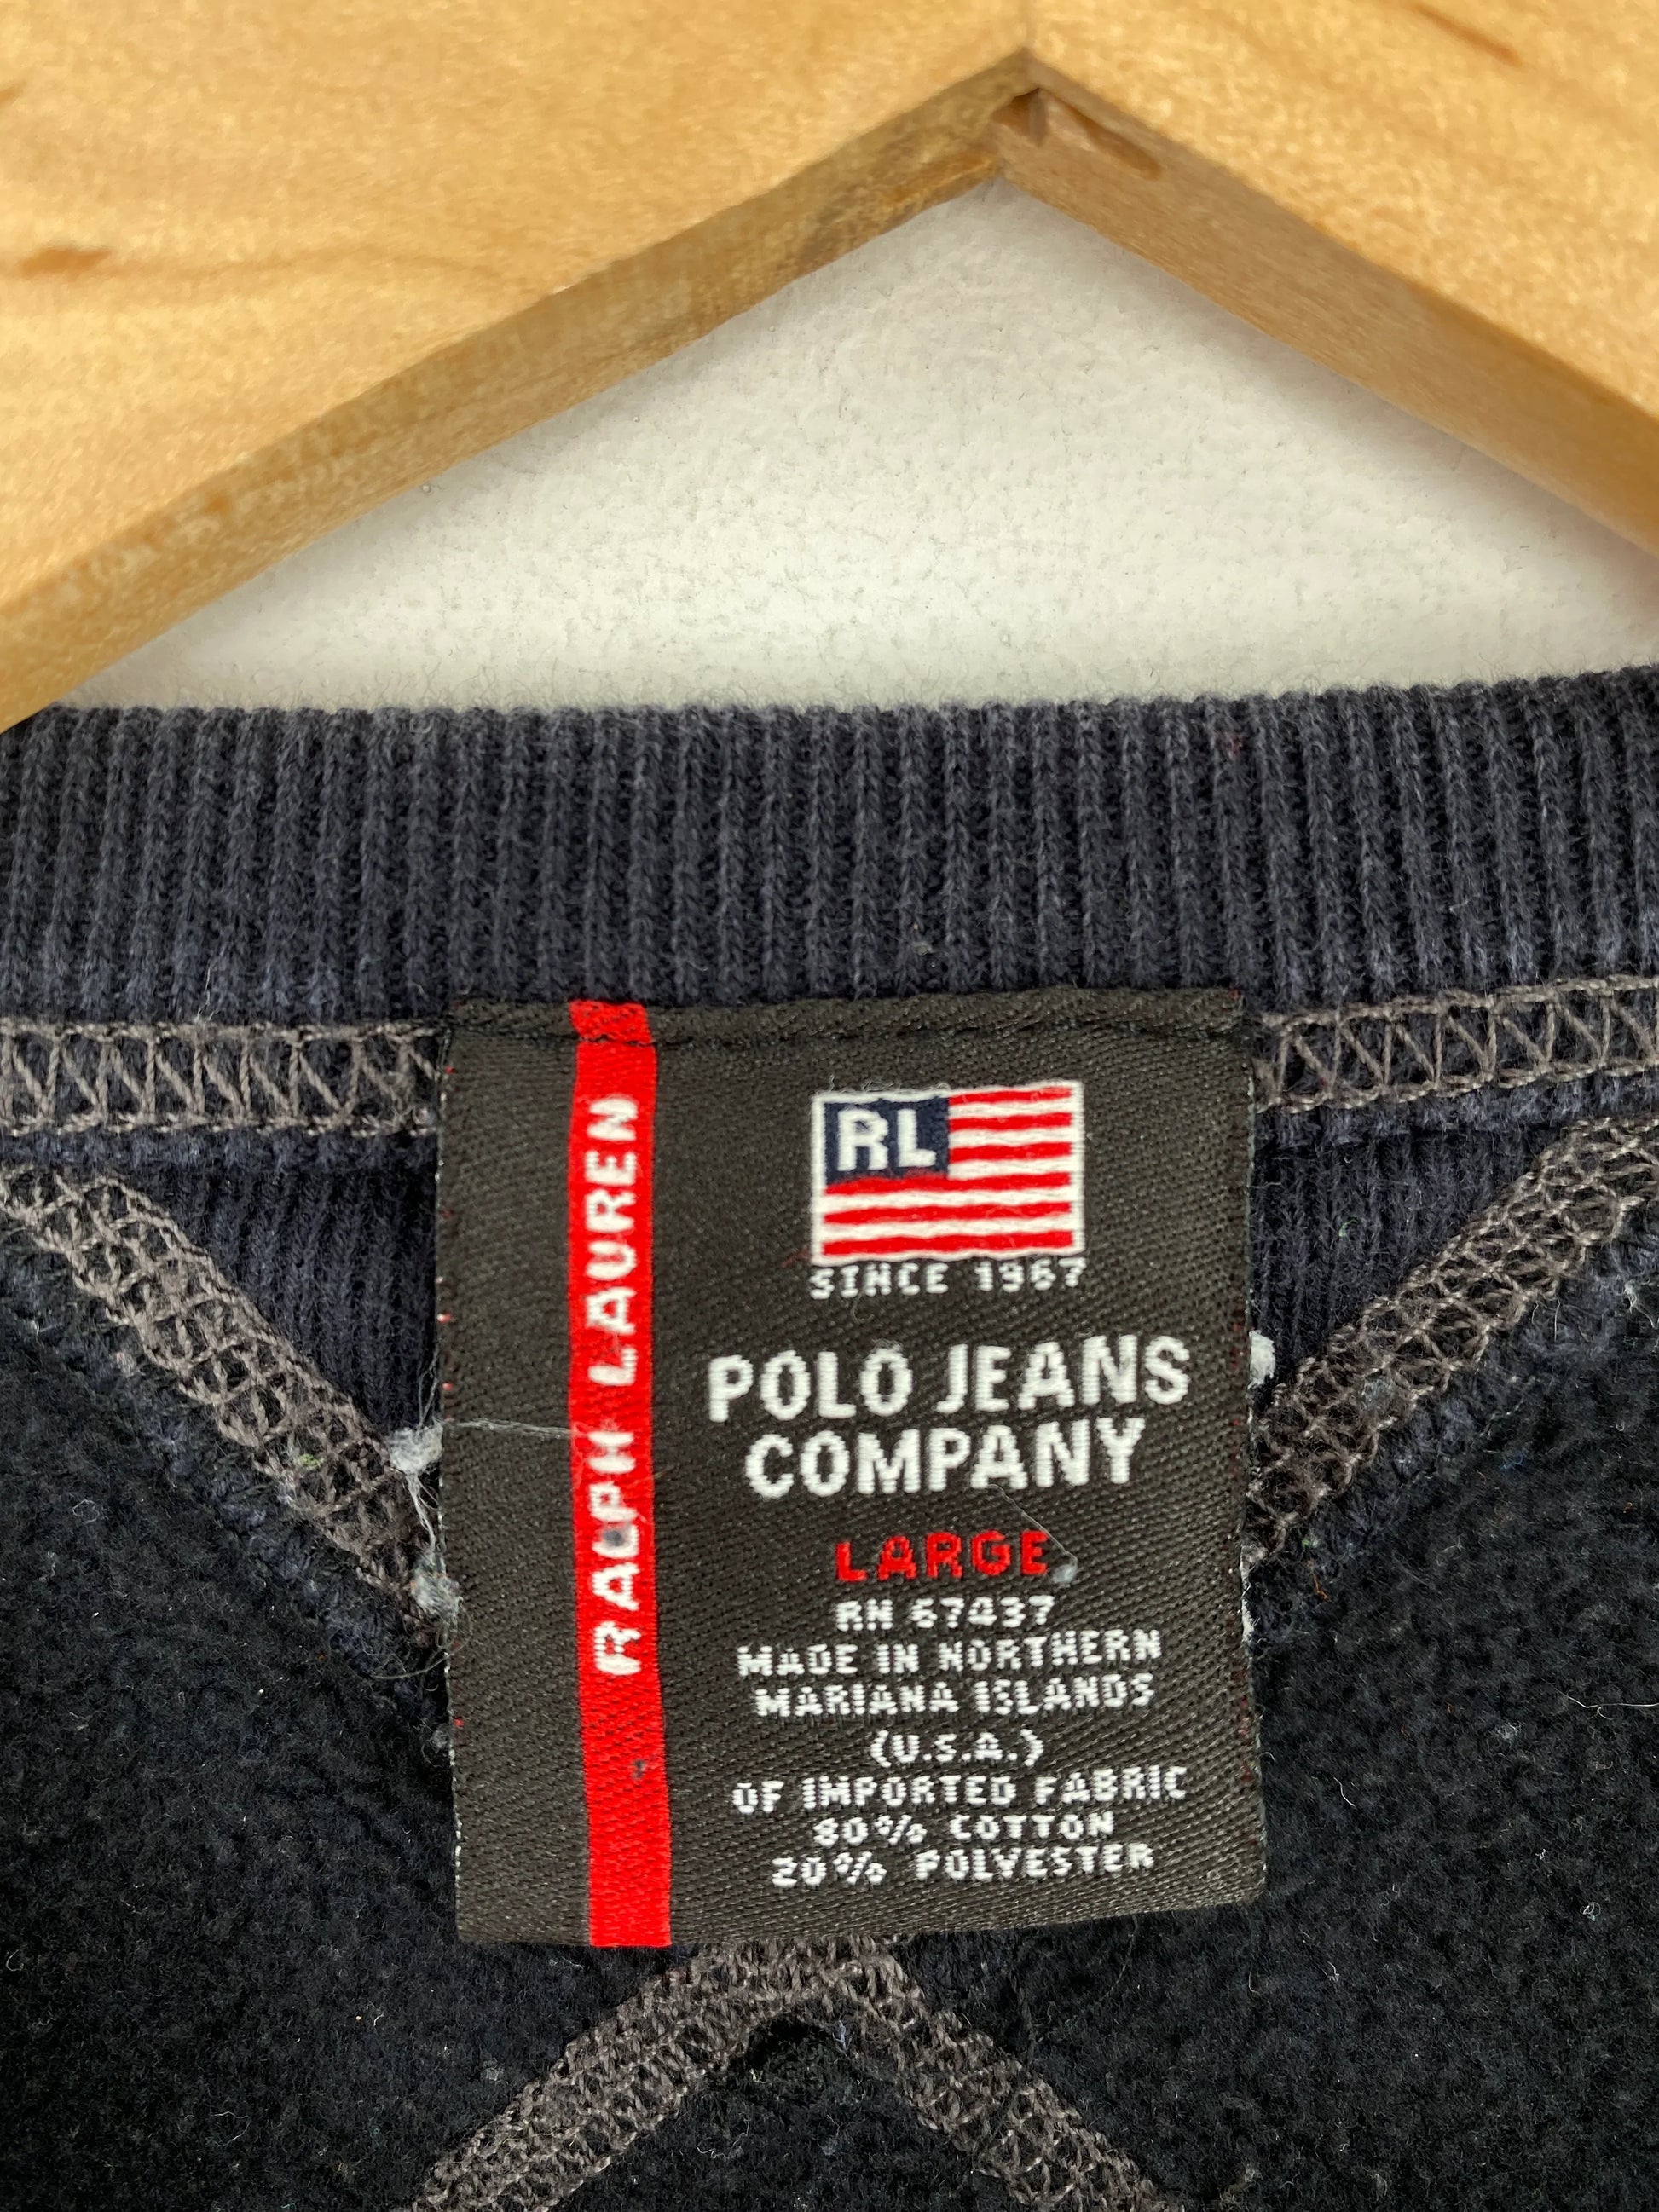 RALPH LAUREN
RL
SINCE 1967
POLO JEANS
COMPANY
LARGE
RN 67437
MADE IN NORTHERN
MARIANA ISLANDS
(U.S.A.)
OF IMPORTED FABRIC
80% COTTON
20% POLYESTER